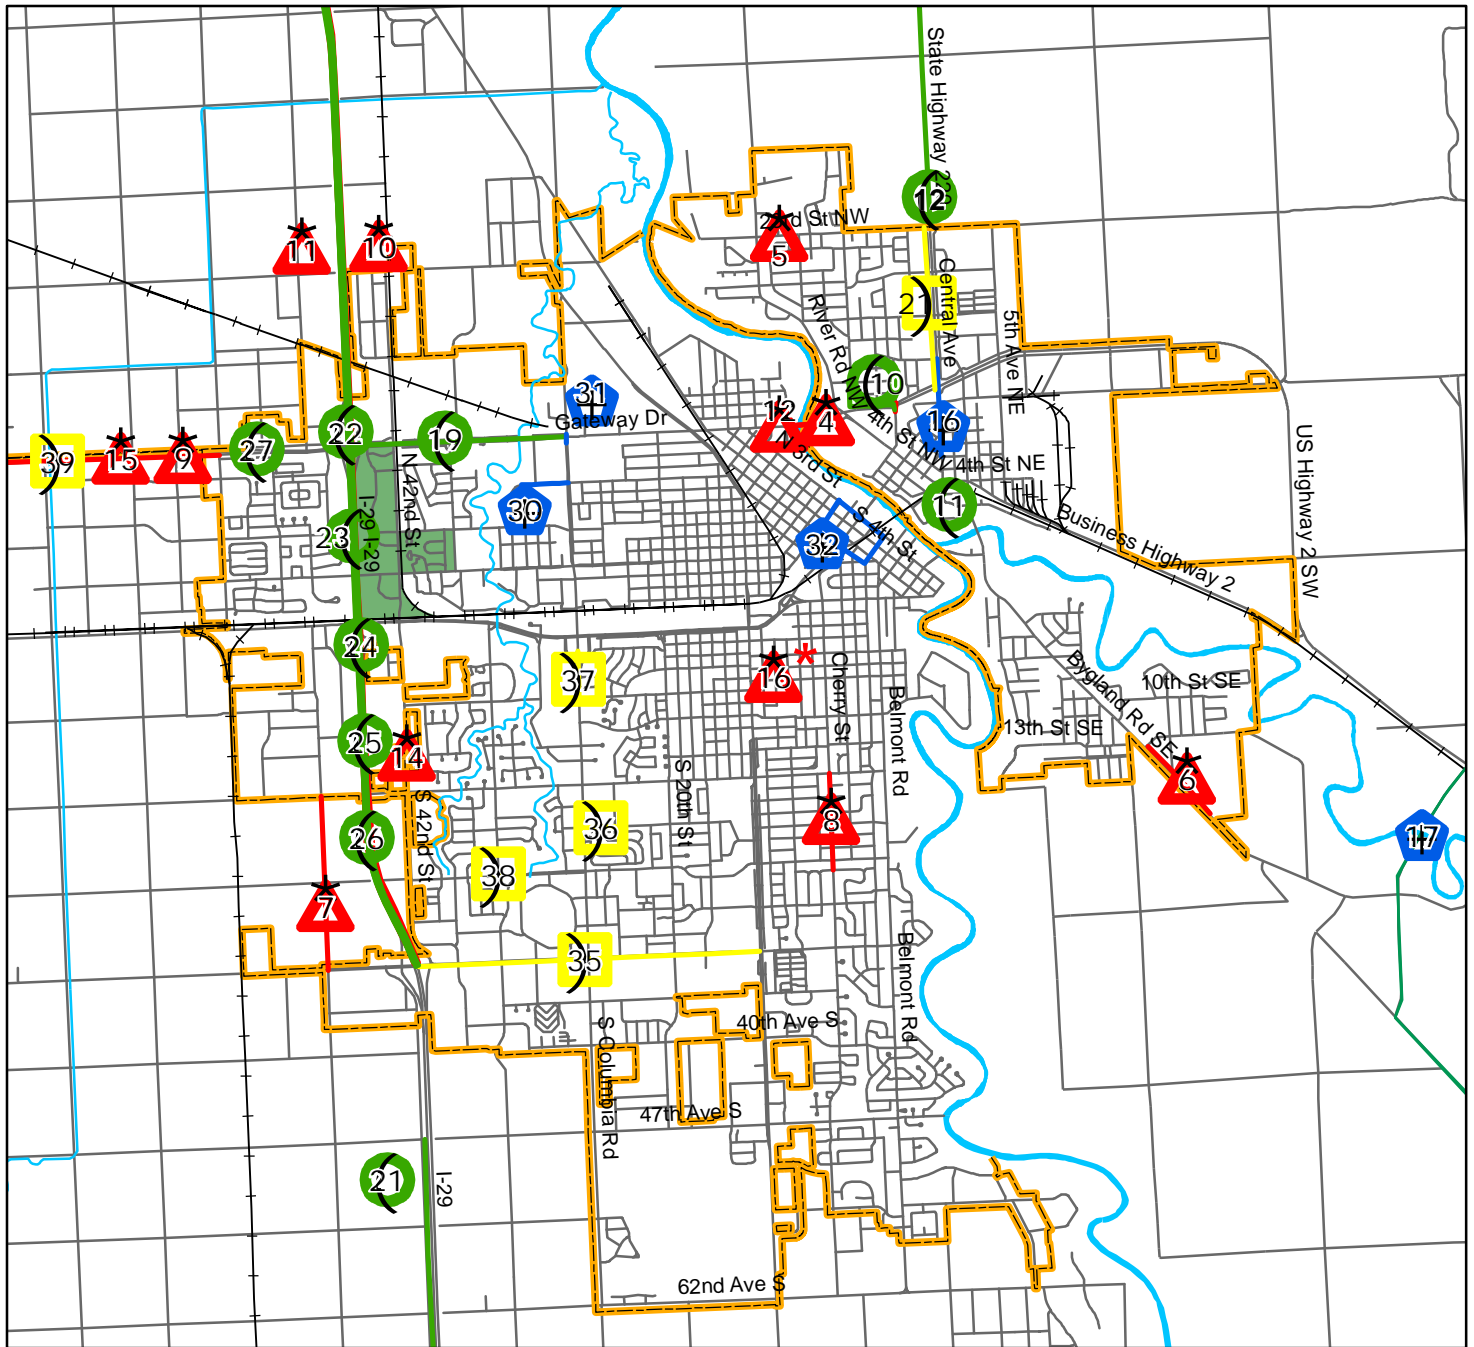 State Highway 220
12
11
10
2nd St NW
5
Central Ave
21
River Rd NW
5th Ave NE
10
31
Gateway Dr
12
4
16
22
19
27
39
15
9
N 3rd St
4th St NW
4th St NE
US Highway 2 SW
N 42nd St
I-29
I-29
30
11
23
S 4th St
32
Business Highway 2
24
37
16
*
Cherry St
Belmont Rd
Bygland Rd SE
10th St SE
13th St SE
25
14
6
S 20th St
S 42nd St
26
36
8
17
38
7
35
Belmont Rd
40th Ave S
S Columbia Rd
47th Ave S
21
I-29
62nd Ave S